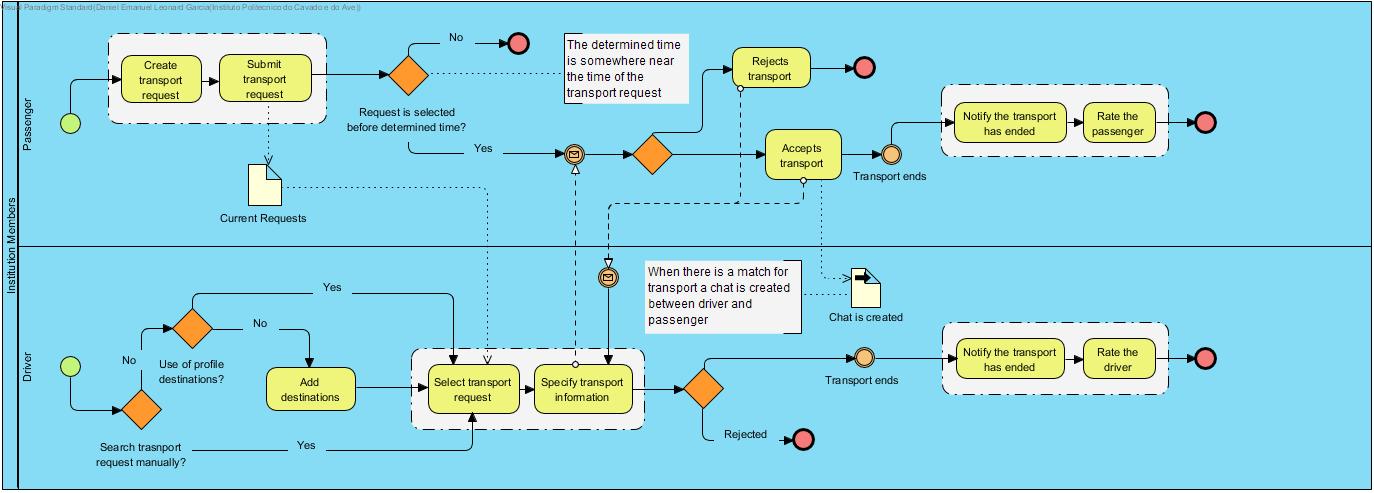 Visual Paradigm Standard(Daniel Emanuel Leonard Garcia(Instituto Politecnico do Cavado e do Ave))
Institution Members
Passenger
Create
transport
request
Submit
transport
request
No
Request is selected
before determined time?
Yes
The determined time
is somewhere near
the time of the
transport request
Rejects
transport
Accepts
transport
Transport ends
Notify the transport
has ended
Rate the
passenger
Current Requests
Driver
Yes
No
No
Use of profile
destinations?
Search trasnport
request manually?
Yes
Add
destinations
Select transport
request
Specify transport
information
When there is a match for
transport a chat is created
between driver and
passenger
Chat is created
Rejected
Transport ends
Notify the transport
has ended
Rate the
driver